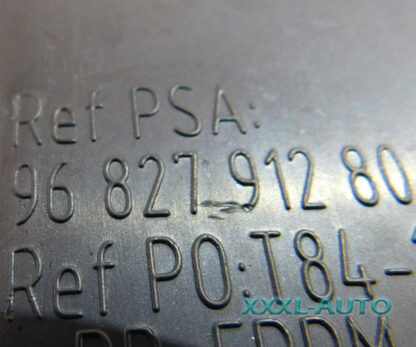 Ref PSA:
96 827 912 80
Ref PO:T84-
XXXL-AUTO